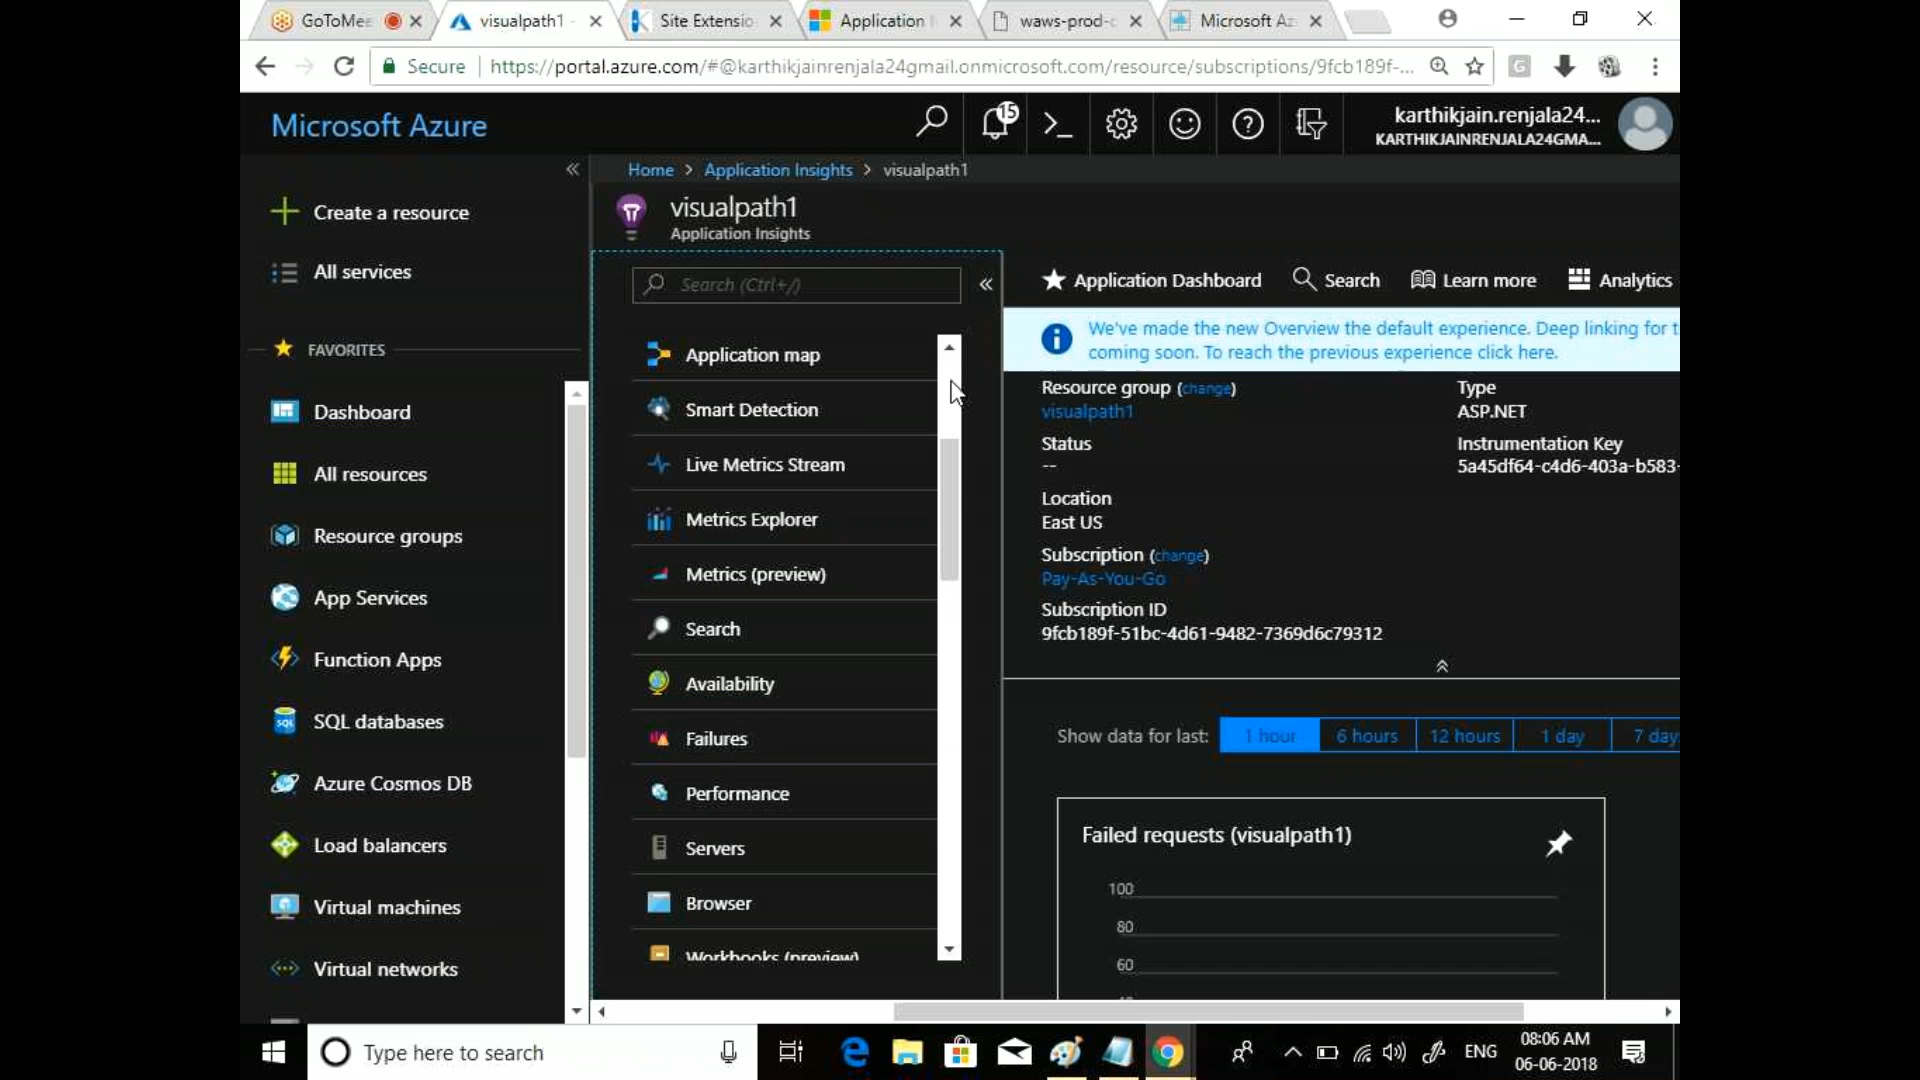 GoToMee
visualpath1 -
Site Extensio
Application
waws-prod-
Microsoft Az
Secure
https://portal.azure.com/#@karthikjainrenjala24gmail.onmicrosoft.com/resource/subscriptions/9fcb189f-...
Microsoft Azure
15
karthikjain.renjala24...
KARTHIKJAINRENJALA24GMA...
Home > Application Insights > visualpath1
Create a resource
All services
FAVORITES
Dashboard
All resources
Resource groups
App Services
Function Apps
SQL databases
Azure Cosmos DB
Load balancers
Virtual machines
Virtual networks
visualpath1
Application Insights
Search (Ctrl+/)
Application map
Smart Detection
Live Metrics Stream
Metrics Explorer
Metrics (preview)
Search
Availability
Failures
Performance
Servers
Browser
Workbooks (preview)
Application Dashboard
Search
Learn more
Analytics
We've made the new Overview the default experience. Deep linking for t
coming soon. To reach the previous experience click here.
Resource group (change)
visualpath1
Status
--
Location
East US
Subscription (change)
Pay-As-You-Go
Subscription ID
9fcb189f-51bc-4d61-9482-7369d6c79312
Type
ASP.NET
Instrumentation Key
5a45df64-c4d6-403a-b583-
Show data for last:
1 hour
6 hours
12 hours
1 day
7 day
Failed requests (visualpath1)
100
80
60
Type here to search
ENG
08:06 AM
06-06-2018